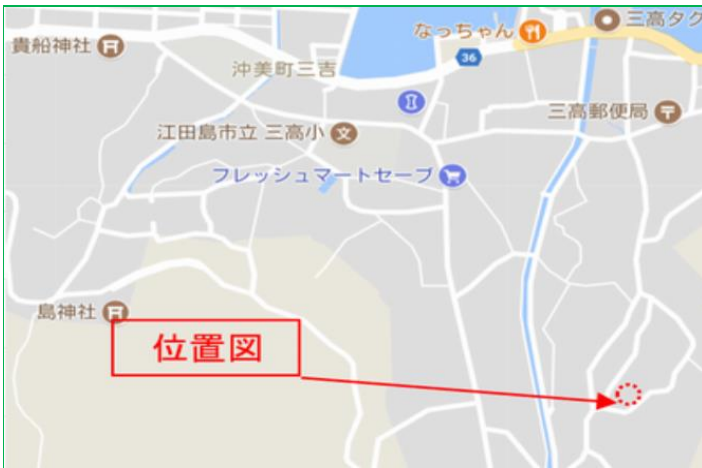 三高タク
なっちゃん
貴船神社
36
沖美町三吉
三高郵便局
江田島市立 三高小
文
フレッシュマートセーブ
島神社
位置図